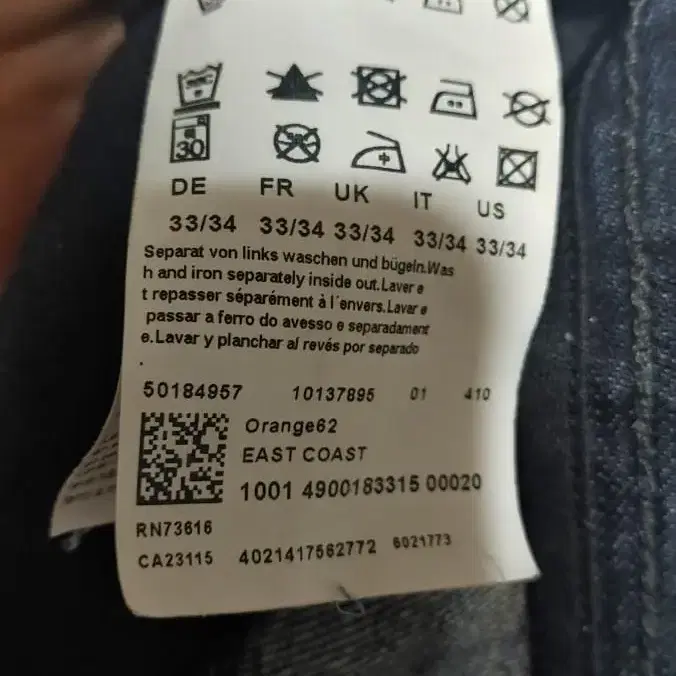 30
DE FR UK IT US
33/34 33/34 33/34 33/34 33/34
Separat von links waschen und bügeln.Was
h and iron separately inside out.Laver e
t repasser séparément à l´envers.Lavar e
passar a ferro do avesso e separadament
e.Lavar y planchar al revés por separado
.
50184957 10137895 01 410
Orange62
EAST COAST
1001 4900183315 00020
RN73616
CA23115 4021417562772 6021773